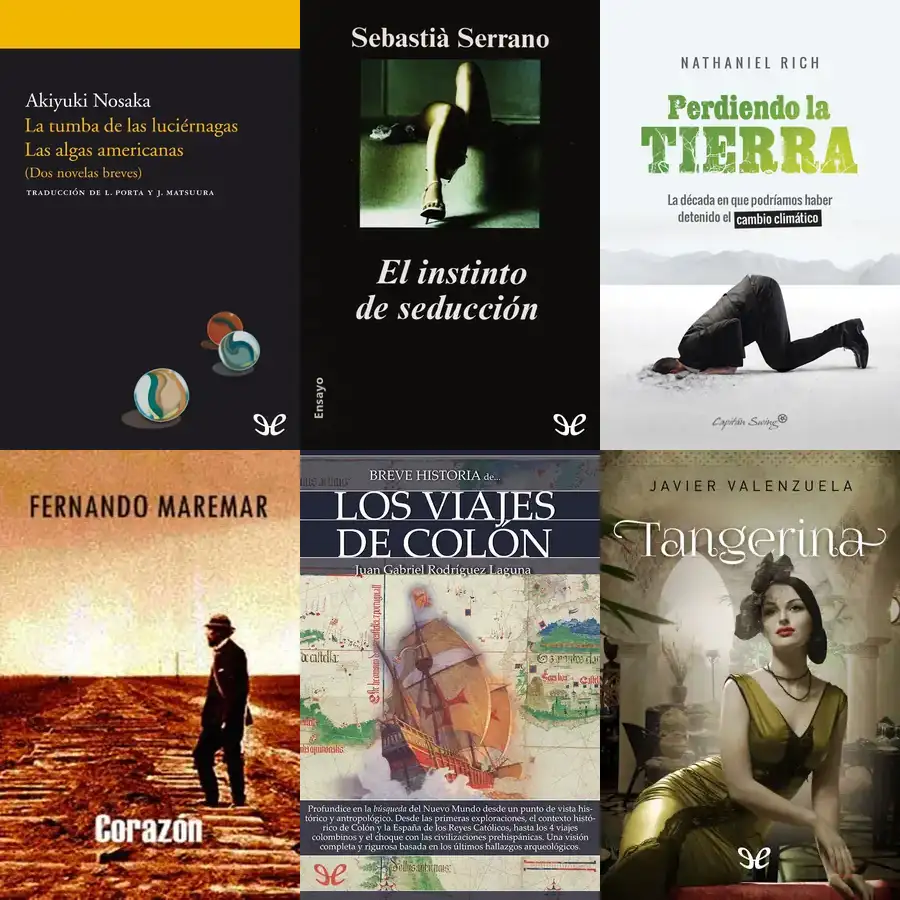 Akiyuki Nosaka
La tumba de las luciérnagas
Las algas americanas
(Dos novelas breves)
TRADUCCIÓN DE L. PORTA Y J. MATSUURA
Sebastià Serrano
El instinto
de seducción
Ensayo
NATHANIEL RICH
Perdiendo la
TIERRA
La década en que podríamos haber
detenido el cambio climático
Capitán Swing
FERNANDO MAREMAR
Corazón
BREVE HISTORIA de...
LOS VIAJES
DE COLÓN
Juan Gabriel Rodríguez Laguna
Profundice en la búsqueda del Nuevo Mundo desde un punto de vista his-
tórico y antropológico. Desde las primeras exploraciones, el contexto histó-
rico de Colón y la España de los Reyes Católicos, hasta los 4 viajes
colombinos y el choque con las civilizaciones prehispánicas. Una visión
completa y rigurosa basada en los últimos hallazgos arqueológicos.
JAVIER VALENZUELA
Tangerina